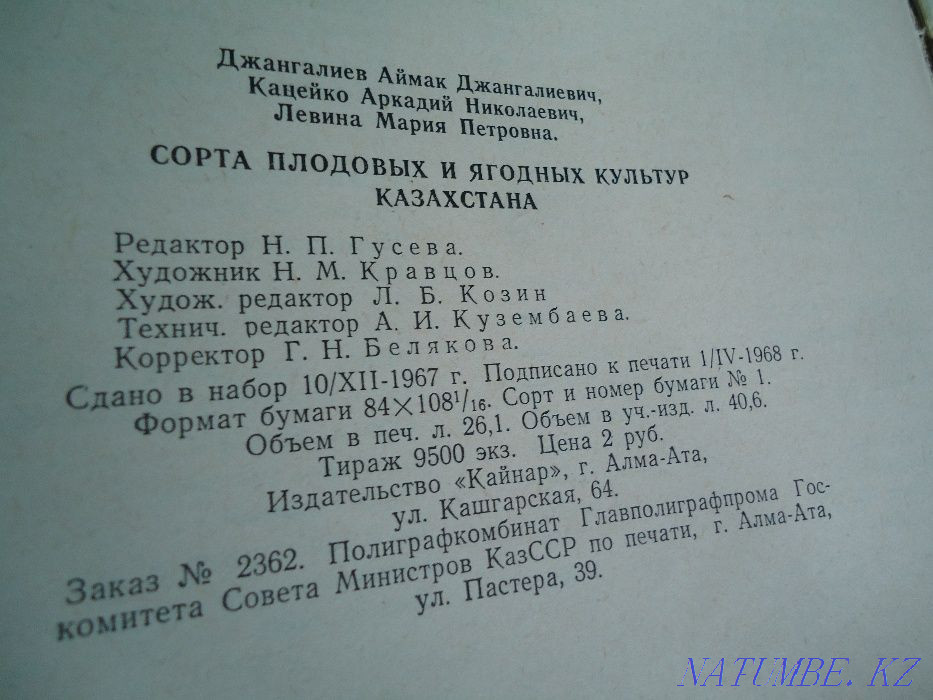 Джангалиев Аймак Джангалиевич,
Кацейко Аркадий Николаевич,
Левина Мария Петровна.
СОРТА ПЛОДОВЫХ И ЯГОДНЫХ КУЛЬТУР
КАЗАХСТАНА
Редактор Н. П. Гусева.
Художник Н. М. Кравцов.
Худож. редактор Л. Б. Козин
Технич. редактор А. И. Кузембаева.
Корректор Г. Н. Белякова.
Сдано в набор 10/XII-1967 г. Подписано к печати 1/IV-1968 г.
Формат бумаги 84×108¹/₁₆. Сорт и номер бумаги № 1.
Объем в печ. л. 26,1. Объем в уч.-изд. л. 40,6.
Тираж 9500 экз. Цена 2 руб.
Издательство «Кайнар», г. Алма-Ата,
ул. Кашгарская, 64.
Заказ № 2362. Полиграфкомбинат Главполиграфпрома Гос-
комитета Совета Министров КазССР по печати, г. Алма-Ата,
ул. Пастера, 39.
NATUMBE.KZ